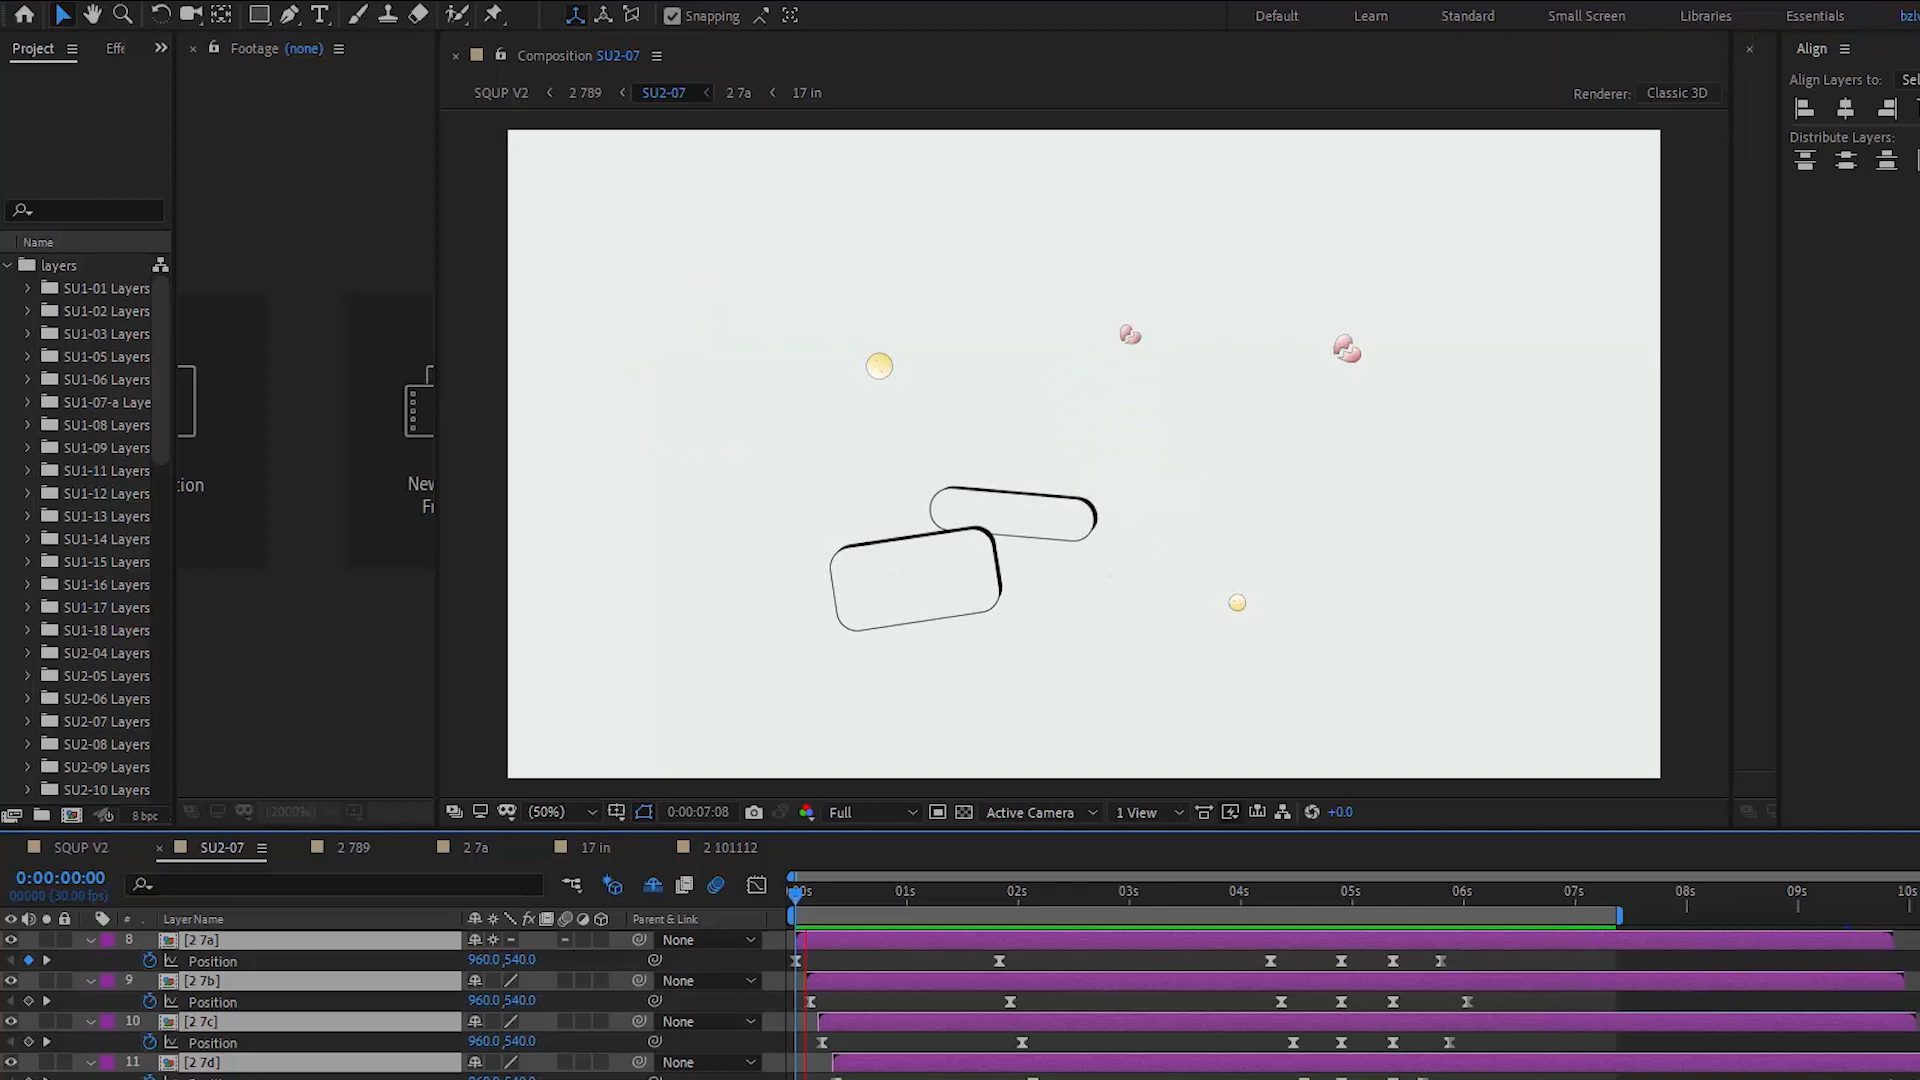 Snapping
Default
Learn
Standard
Small Screen
Libraries
Essentials
Project
Footage (none)
Composition SU2-07
Align
SQUP V2
2 789
SU2-07
2 7a
17 in
Renderer:
Classic 3D
Align Layers to:
Distribute Layers:
Name
layers
SU1-01 Layers
SU1-02 Layers
SU1-03 Layers
SU1-05 Layers
SU1-06 Layers
SU1-07-a Laye
SU1-08 Layers
SU1-09 Layers
SU1-11 Layers
SU1-12 Layers
SU1-13 Layers
SU1-14 Layers
SU1-15 Layers
SU1-16 Layers
SU1-17 Layers
SU1-18 Layers
SU2-04 Layers
SU2-05 Layers
SU2-06 Layers
SU2-07 Layers
SU2-08 Layers
SU2-09 Layers
SU2-10 Layers
tion
New
8 bpc
(2000%)
(50%)
0:00:07:08
Full
Active Camera
1 View
+0.0
SQUP V2
SU2-07
2 789
2 7a
17 in
2 101112
0:00:00:00
00000 (30.00 fps)
00s
01s
02s
03s
04s
05s
06s
07s
08s
09s
10s
#
Layer Name
fx
Parent & Link
8
[2 7a]
None
Position
960.0,540.0
9
[2 7b]
None
Position
960.0,540.0
10
[2 7c]
None
Position
960.0,540.0
11
[2 7d]
None